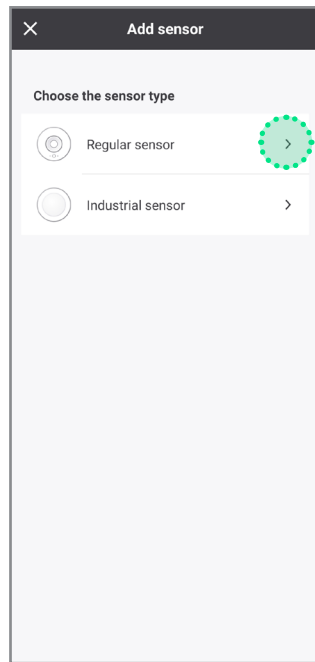 Add sensor
Choose the sensor type
Regular sensor
Industrial sensor